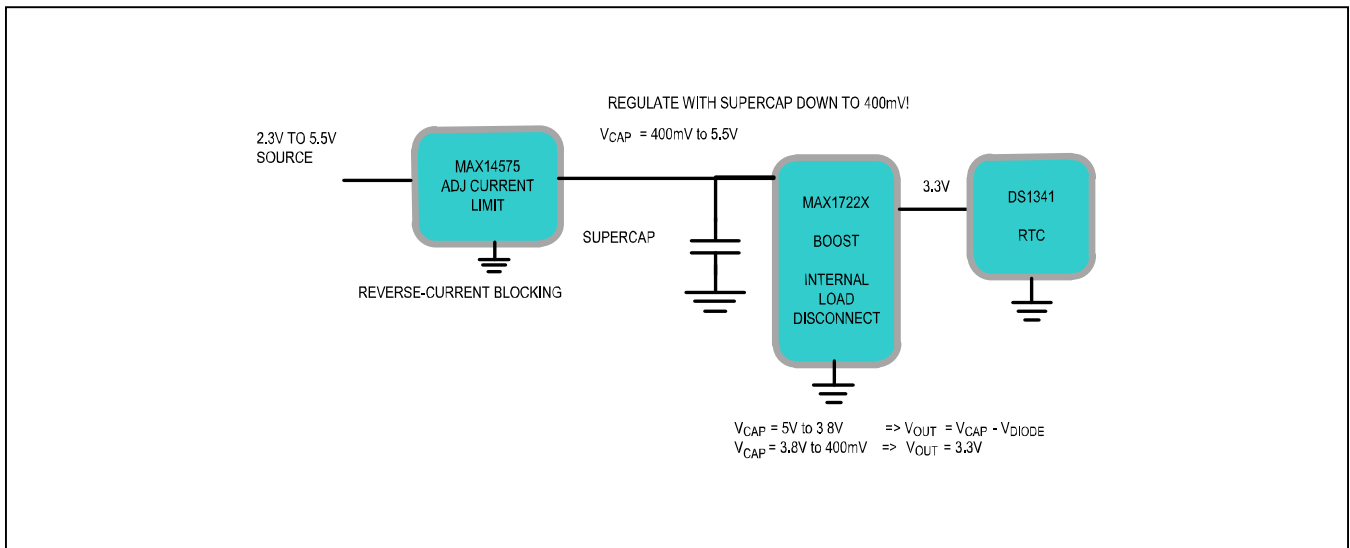 REGULATE WITH SUPERCAP DOWN TO 400mV!
VCAP = 400mV to 5.5V
2.3V TO 5.5V
SOURCE
MAX14575
ADJ CURRENT
LIMIT
REVERSE-CURRENT BLOCKING
SUPERCAP
MAX1722X
BOOST
INTERNAL
LOAD
DISCONNECT
3.3V
DS1341
RTC
VCAP = 5V to 3 8V => VOUT = VCAP - VDIODE
VCAP = 3.8V to 400mV => VOUT = 3.3V